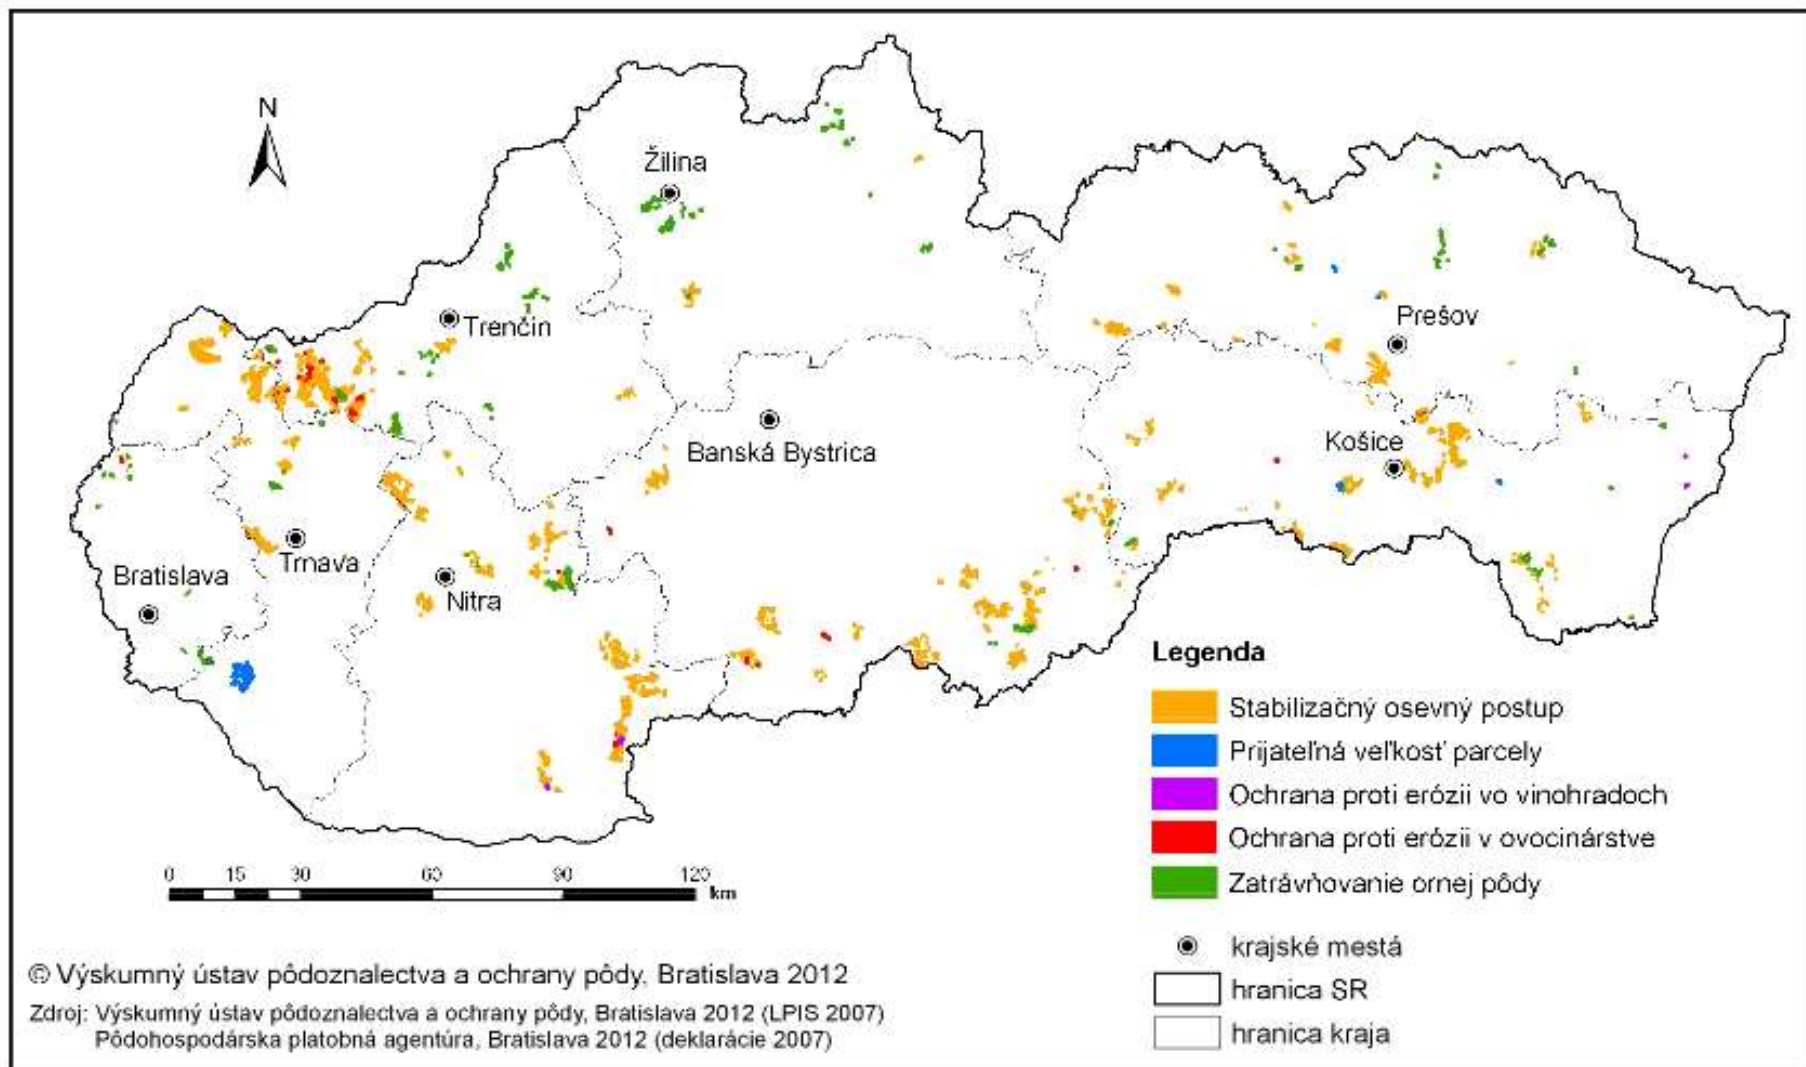 N
Žilina
Trenčín
Prešov
Banská Bystrica
Košice
Trnava
Bratislava
Nitra
Legenda
Stabilizačný osevný postup
Prijateľná veľkosť parcely
Ochrana proti erózii vo vinohradoch
Ochrana proti erózii v ovocinárstve
Zatrávňovanie ornej pôdy
krajské mestá
hranica SR
hranica kraja
0 15 30 60 90 120 km
© Výskumný ústav pôdoznalectva a ochrany pôdy, Bratislava 2012
Zdroj: Výskumný ústav pôdoznalectva a ochrany pôdy, Bratislava 2012 (LPIS 2007)
Pôdohospodárska platobná agentúra, Bratislava 2012 (deklarácie 2007)